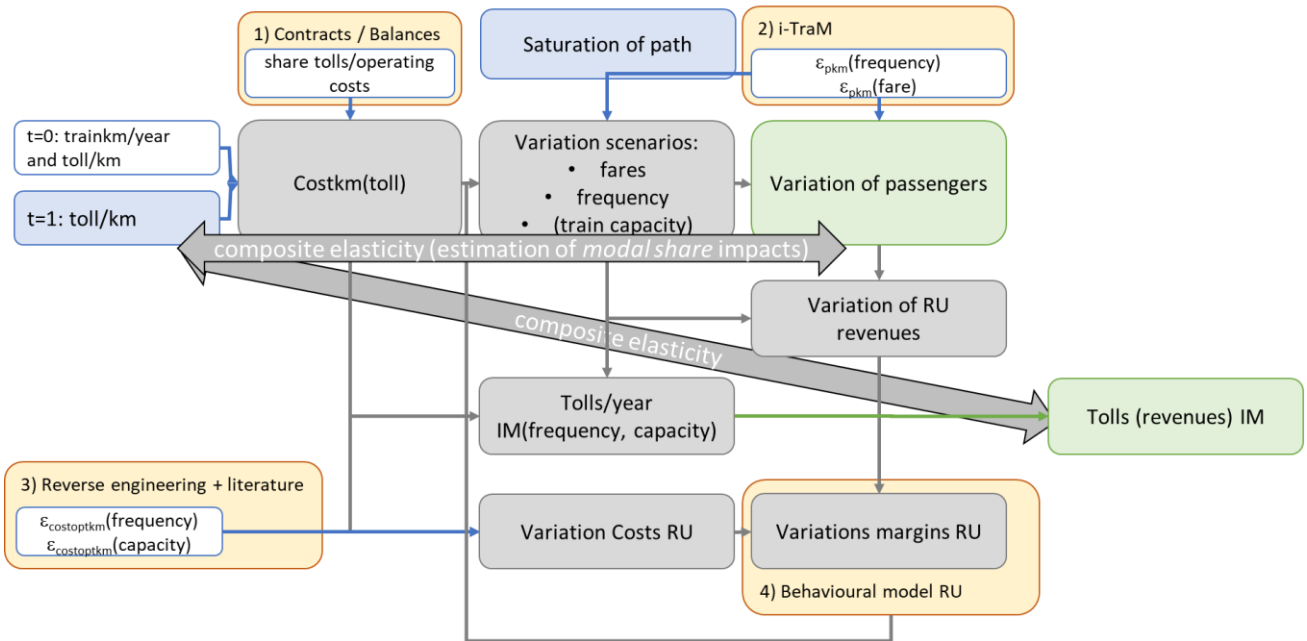 1) Contracts / Balances
share tolls/operating
costs
Saturation of path
2) i-TraM
εpkm(frequency)
εpkm(fare)
t=0: trainkm/year
and toll/km
t=1: toll/km
Costkm(toll)
Variation scenarios:
• fares
• frequency
• (train capacity)
Variation of passengers
composite elasticity (estimation of modal share impacts)
Variation of RU
revenues
composite elasticity
Tolls/year
IM(frequency, capacity)
Tolls (revenues) IM
3) Reverse engineering + literature
εcostoptkm(frequency)
εcostoptkm(capacity)
Variation Costs RU
Variations margins RU
4) Behavioural model RU